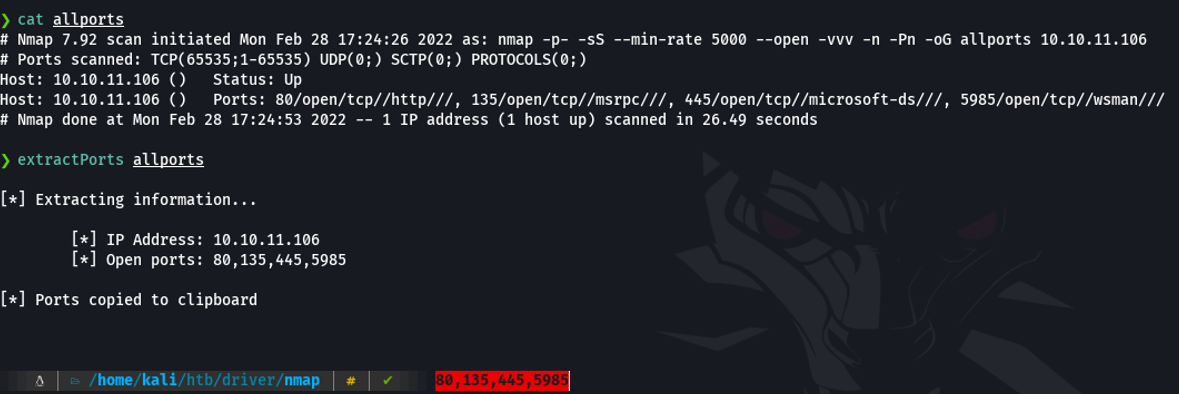 ❯ cat allports
# Nmap 7.92 scan initiated Mon Feb 28 17:24:26 2022 as: nmap -p- -sS --min-rate 5000 --open -vvv -n -Pn -oG allports 10.10.11.106
# Ports scanned: TCP(65535;1-65535) UDP(0;) SCTP(0;) PROTOCOLS(0;)
Host: 10.10.11.106 ()	Status: Up
Host: 10.10.11.106 ()	Ports: 80/open/tcp//http///, 135/open/tcp//msrpc///, 445/open/tcp//microsoft-ds///, 5985/open/tcp//wsman///
# Nmap done at Mon Feb 28 17:24:53 2022 -- 1 IP address (1 host up) scanned in 26.49 seconds
❯ extractPorts allports
[*] Extracting information...
[*] IP Address: 10.10.11.106
[*] Open ports: 80,135,445,5985
[*] Ports copied to clipboard
/home/kali/htb/driver/nmap | # | ✔ 80,135,445,5985